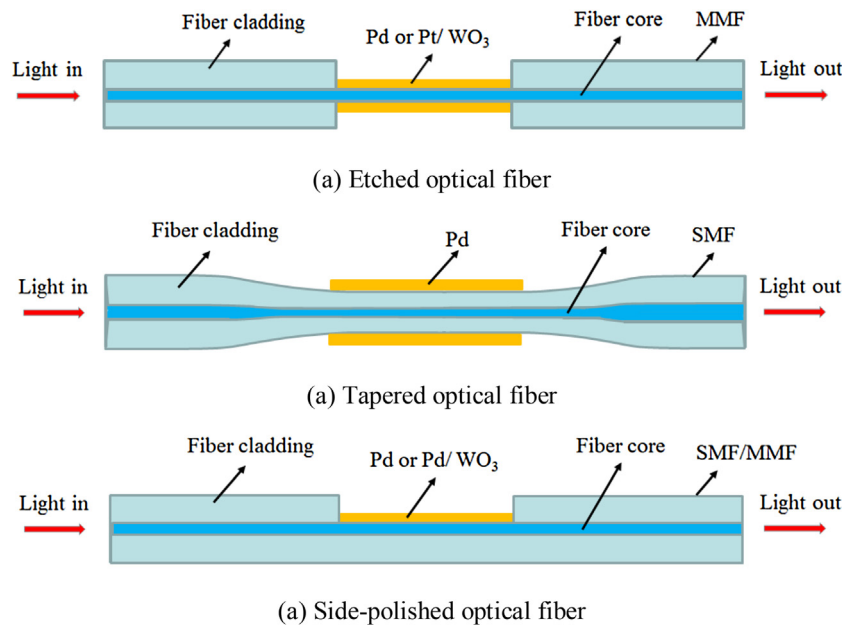 Fiber cladding
Pd or Pt/ WO₃
Fiber core
MMF
Light in
Light out
(a) Etched optical fiber
Fiber cladding
Pd
Fiber core
SMF
Light in
Light out
(a) Tapered optical fiber
Fiber cladding
Pd or Pd/ WO₃
Fiber core
SMF/MMF
Light in
Light out
(a) Side-polished optical fiber